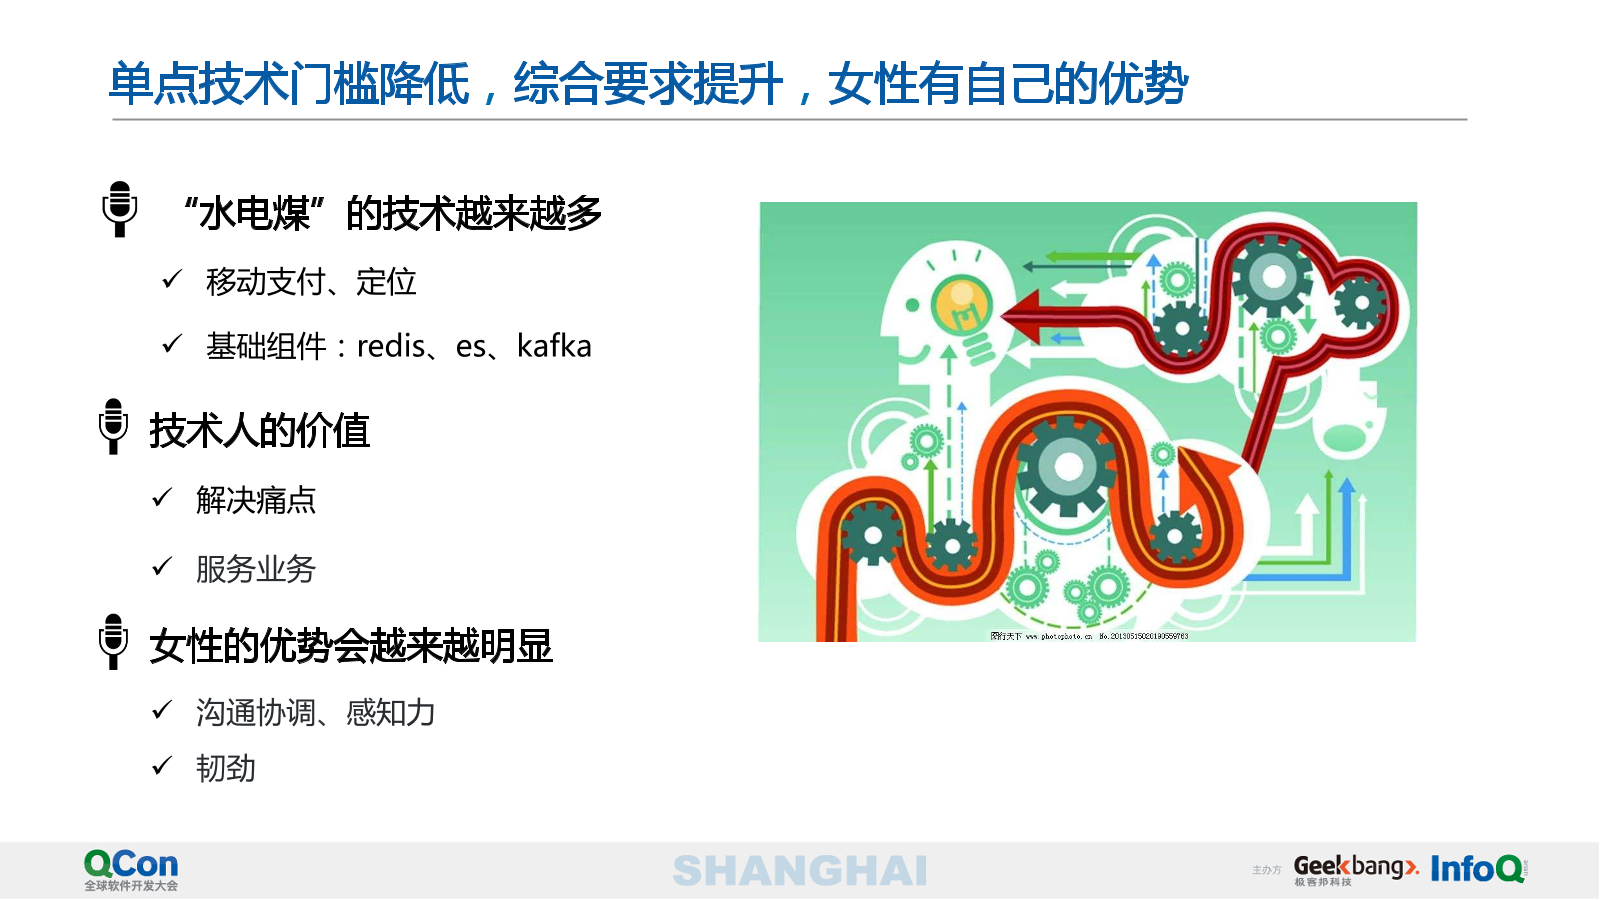 单点技术门槛降低，综合要求提升，女性有自己的优势
“水电煤”的技术越来越多
移动支付、定位
基础组件：redis、es、kafka
技术人的价值
解决痛点
服务业务
女性的优势会越来越明显
沟通协调、感知力
韧劲
图行天下 www.photophoto.cn No.20130515020190559763
QCon
全球软件开发大会
SHANGHAI
主办方
Geekbang>.
极客邦科技
InfoQ